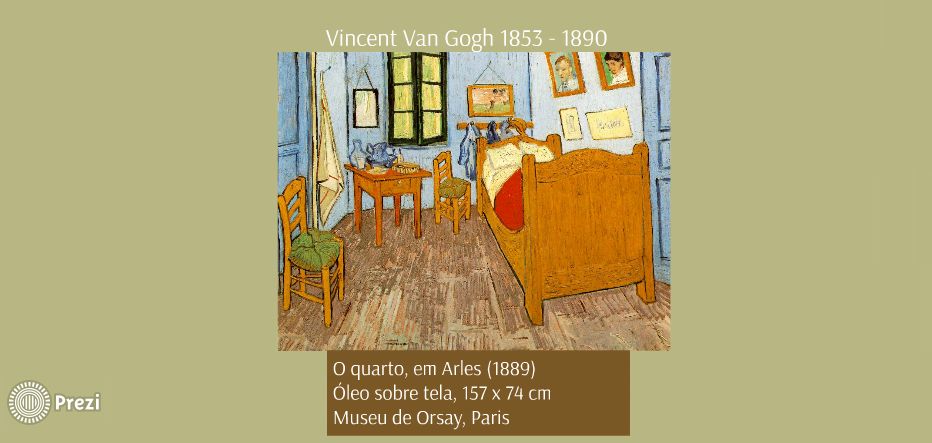 Vincent Van Gogh 1853 - 1890
O quarto, em Arles (1889)
Óleo sobre tela, 157 x 74 cm
Museu de Orsay, Paris
Prezi